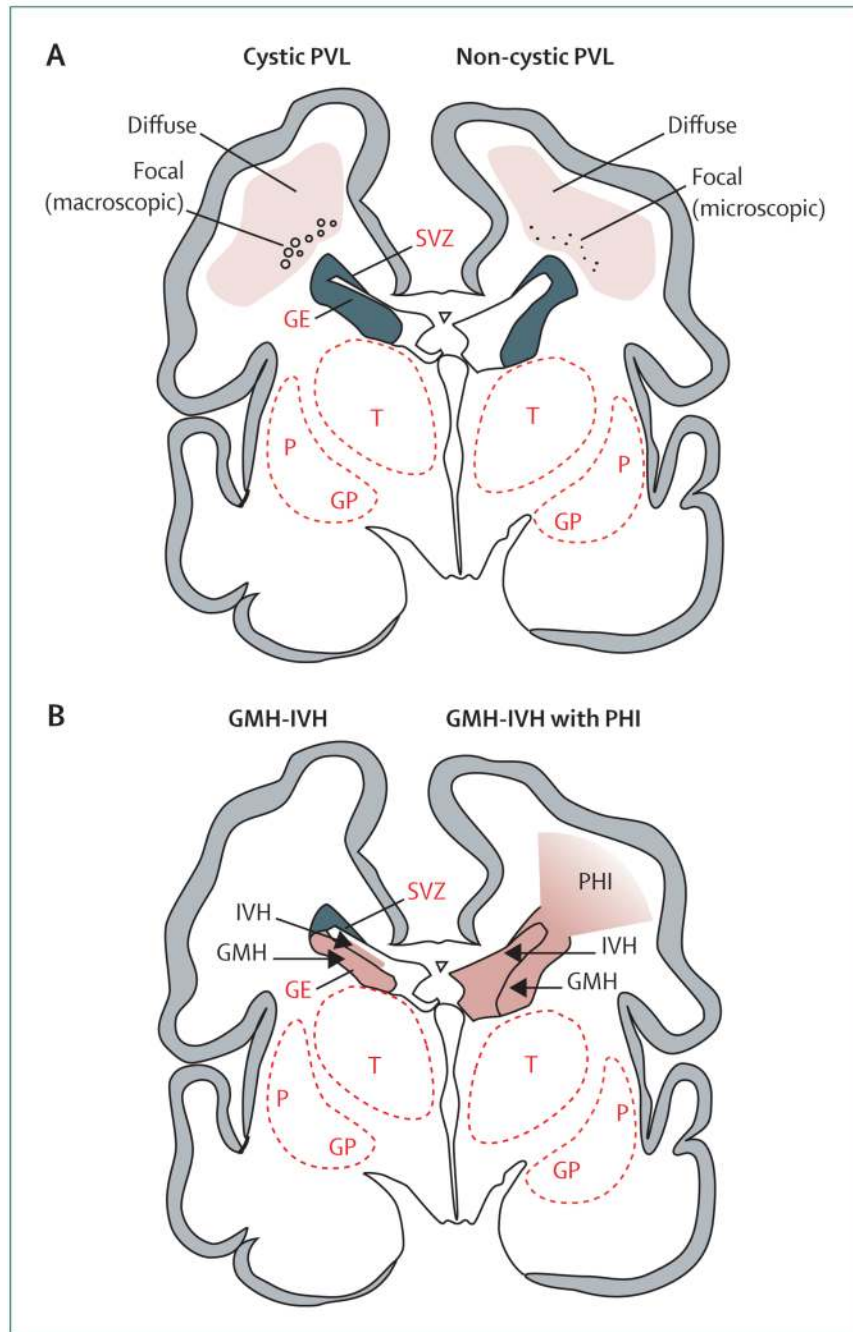 A
Cystic PVL
Non-cystic PVL
Diffuse
Focal
(macroscopic)
Diffuse
Focal
(microscopic)
SVZ
GE
T
T
P
P
GP
GP
B
GMH-IVH
GMH-IVH with PHI
PHI
SVZ
IVH
GMH
GE
IVH
GMH
T
T
P
P
GP
GP